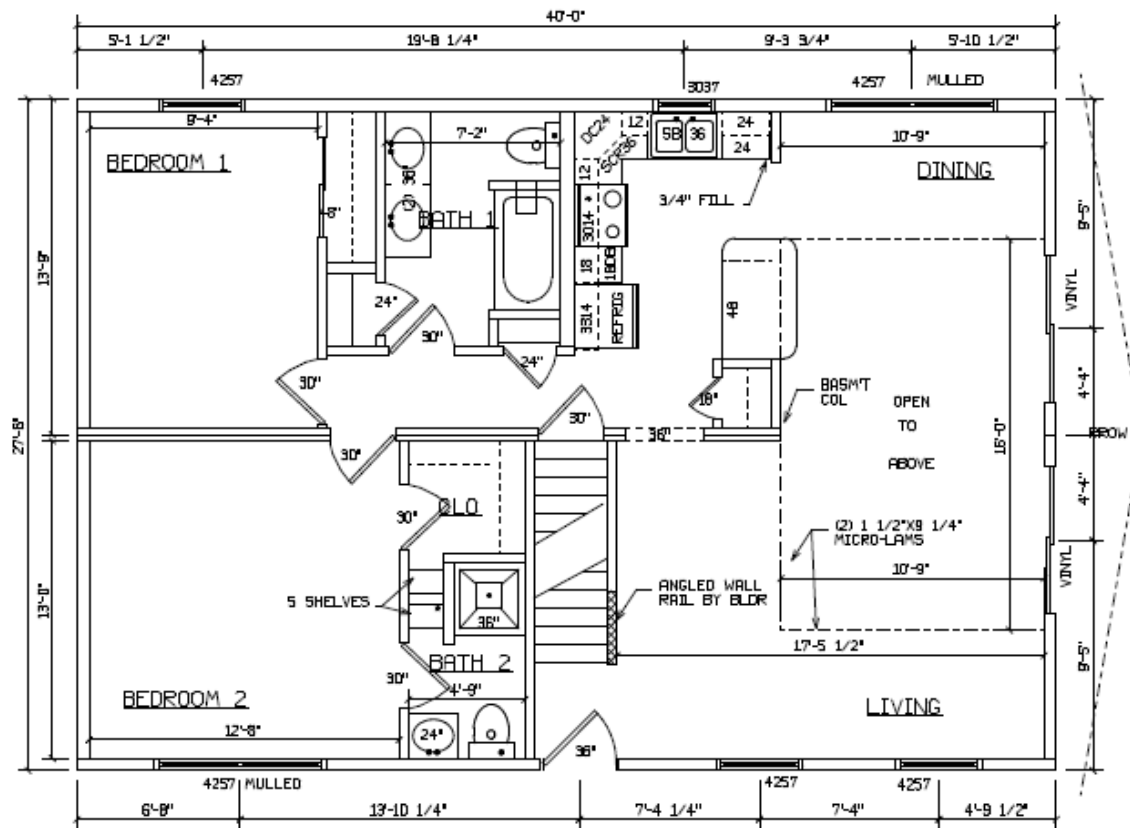 40'-0"
5'-1 1/2"
19'-8 1/4"
9'-3 3/4"
5'-10 1/2"
4257
3037
4257 MULLED
9'-4"
7'-2"
DC24
12
SB 36
24
24
10'-9"
BEDROOM 1
(2) 36
SCR36
12
DINING
BATH 1
3/4" FILL
9'-5"
3014
13'-9"
18
18DB
VINYL
24"
3314
REFRIG
48
30"
24"
4'-4"
30"
18"
BASM'T
COL
OPEN
TO
ABOVE
16'-0"
30"
36"
27'-6"
PROW
30"
CLO
30"
4'-4"
(2) 1 1/2"X9 1/4"
MICRO-LAMS
10'-9"
VINYL
13'-0"
5 SHELVES
36"
ANGLED WALL
RAIL BY BLDR
17'-5 1/2"
BATH 2
30"
4'-9"
9'-5"
BEDROOM 2
LIVING
12'-8"
24"
36"
4257 MULLED
4257
4257
6'-8"
13'-10 1/4"
7'-4 1/4"
7'-4"
4'-9 1/2"